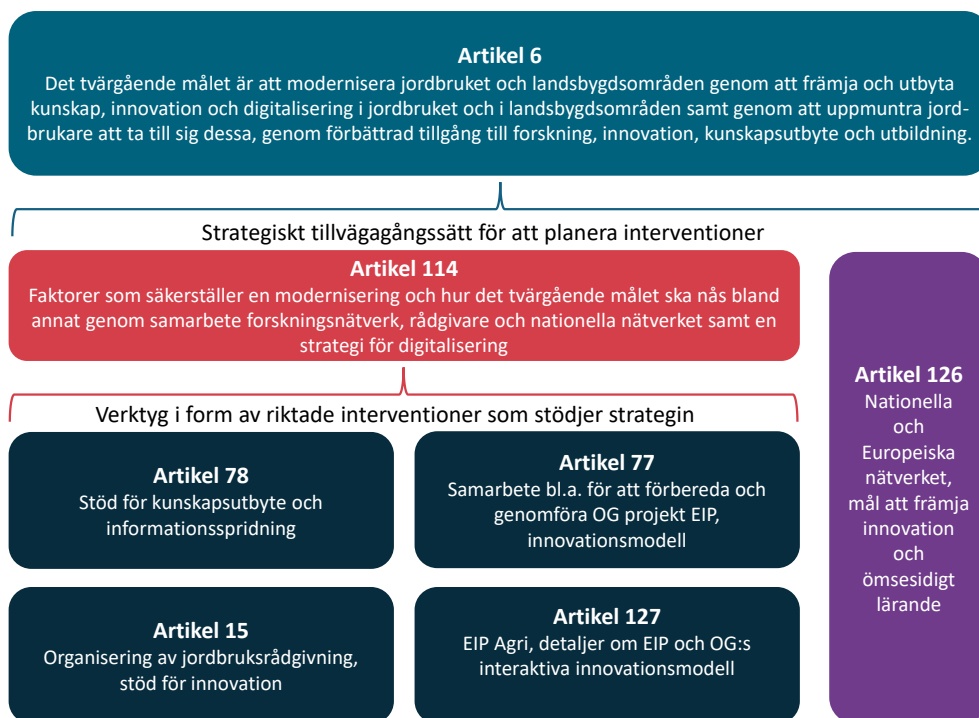 Artikel 6
Det tvärgående målet är att modernisera jordbruket och landsbygdsområden genom att främja och utbyta
kunskap, innovation och digitalisering i jordbruket och i landsbygdsområden samt genom att uppmuntra jord-
brukare att ta till sig dessa, genom förbättrad tillgång till forskning, innovation, kunskapsutbyte och utbildning.
Strategiskt tillvägagångssätt för att planera interventioner
Artikel 114
Faktorer som säkerställer en modernisering och hur det tvärgående målet ska nås bland
annat genom samarbete forskningsnätverk, rådgivare och nationella nätverket samt en
strategi för digitalisering
Verktyg i form av riktade interventioner som stödjer strategin
Artikel 78
Stöd för kunskapsutbyte och
informationsspridning
Artikel 77
Samarbete bl.a. för att förbereda och
genomföra OG projekt EIP,
innovationsmodell
Artikel 15
Organisering av jordbruksrådgivning,
stöd för innovation
Artikel 127
EIP Agri, detaljer om EIP och OG:s
interaktiva innovationsmodell
Artikel 126
Nationella
och
Europeiska
nätverket,
mål att främja
innovation
och
ömsesidigt
lärande